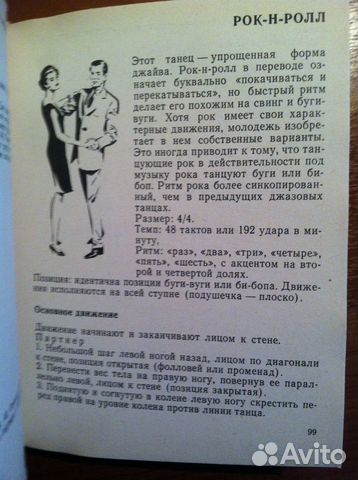 РОК-Н-РОЛЛ
Этот танец — упрощенная форма
джайва. Рок-н-ролл в переводе оз-
начает буквально «покачиваться и
перекатываться», но быстрый ритм
делает его похожим на свинг и буги-
вуги. Хотя рок имеет свои харак-
терные движения, молодежь изобрета-
ет в нем собственные варианты.
Это иногда приводит к тому, что тан-
цующие рок в действительности под
музыку рока танцуют буги или би-
боп. Ритм рока более синкопирован-
ный, чем в предыдущих джазовых
танцах.
Размер: 4/4.
Темп: 48 тактов или 192 удара в ми-
нуту,
Ритм: «раз», «два», «три», «четыре»,
«пять», «шесть», с акцентом на вто-
рой и четвертой долях.
Позиция: идентична позиции буги-вуги или би-бопа. Движе-
ния исполняются на всей ступне (подушечка — плоско).
Основное движение
Движение начинают и заканчивают лицом к стене.
Партнер
1. Небольшой шаг левой ногой назад, лицом по диагонали
к стене, позиция открытая (фолловей или променад).
2. Перенести вес тела на правую ногу, повернув ее парал-
лельно левой, лицом к стене (позиция закрытая).
3. Поднятую и согнутую в колене левую ногу скрестить пе-
ред правой на уровне колена против линии танца.
99
Avito